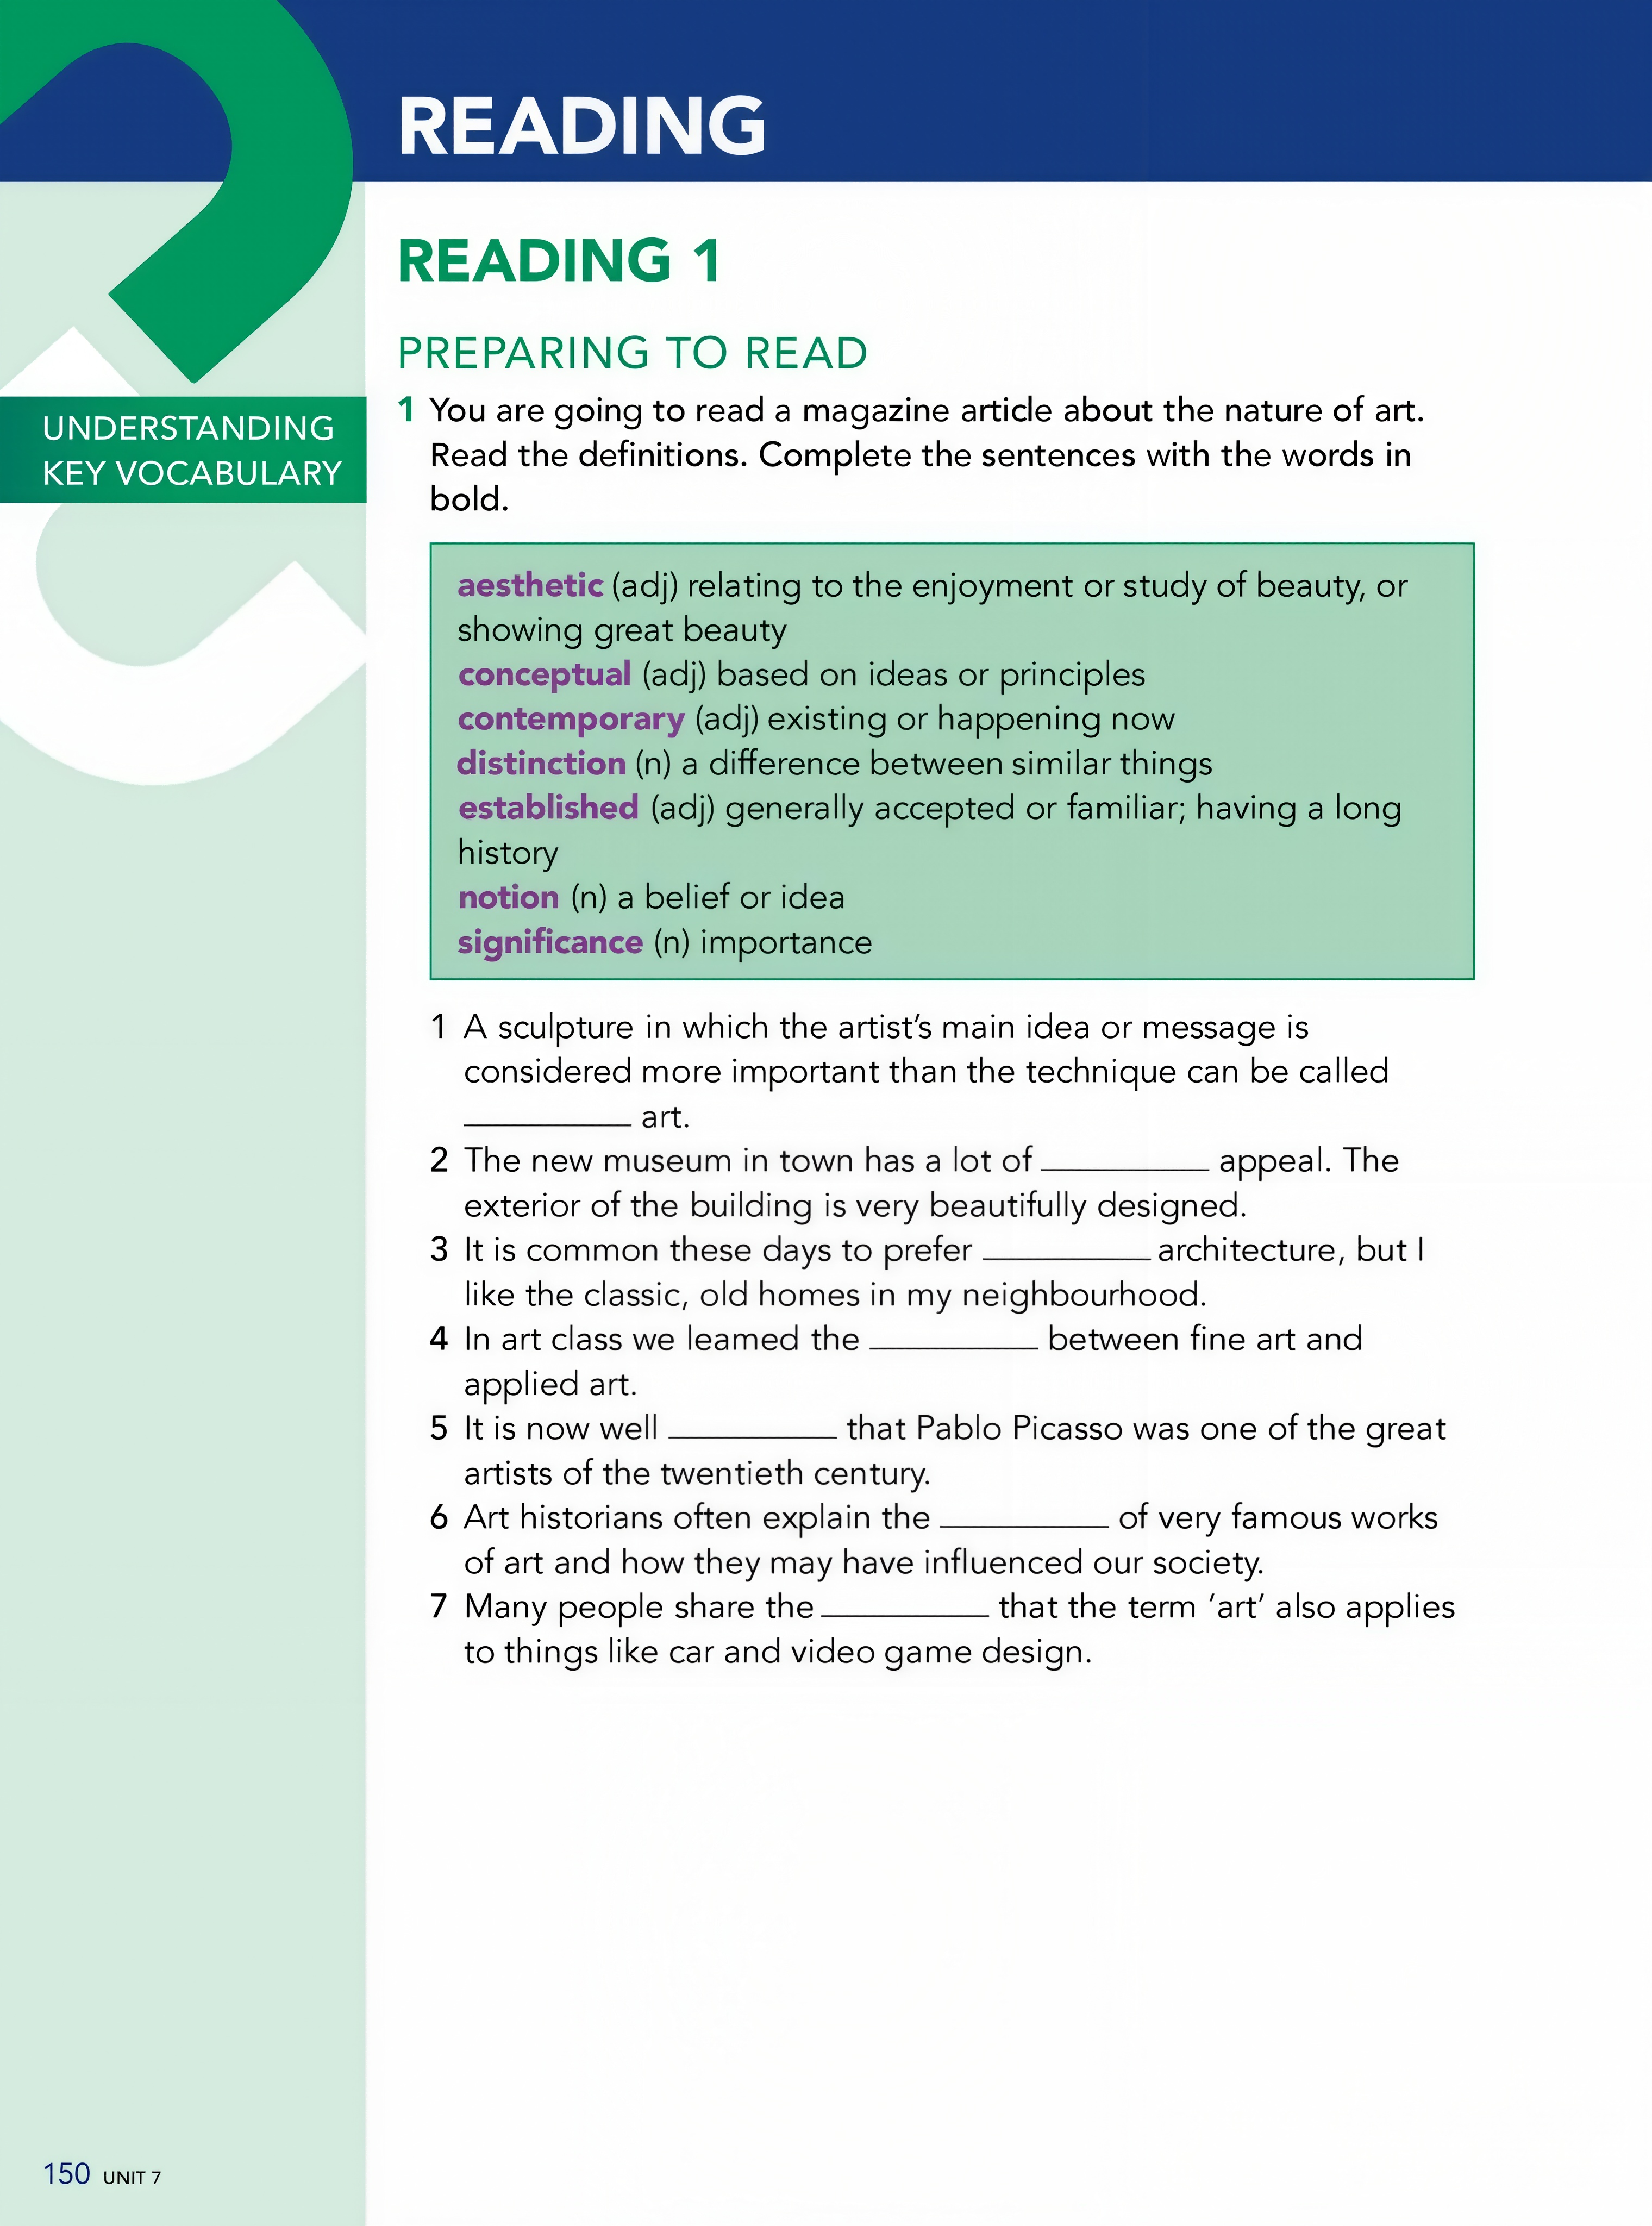 READING
READING 1
PREPARING TO READ
UNDERSTANDING
KEY VOCABULARY
1 You are going to read a magazine article about the nature of art.
Read the definitions. Complete the sentences with the words in
bold.
aesthetic (adj) relating to the enjoyment or study of beauty, or
showing great beauty
conceptual (adj) based on ideas or principles
contemporary (adj) existing or happening now
distinction (n) a difference between similar things
established (adj) generally accepted or familiar; having a long
history
notion (n) a belief or idea
significance (n) importance
1 A sculpture in which the artist’s main idea or message is
considered more important than the technique can be called
__________ art.
2 The new museum in town has a lot of __________ appeal. The
exterior of the building is very beautifully designed.
3 It is common these days to prefer __________ architecture, but I
like the classic, old homes in my neighbourhood.
4 In art class we leamed the __________ between fine art and
applied art.
5 It is now well __________ that Pablo Picasso was one of the great
artists of the twentieth century.
6 Art historians often explain the __________ of very famous works
of art and how they may have influenced our society.
7 Many people share the __________ that the term ’art’ also applies
to things like car and video game design.
150 UNIT 7